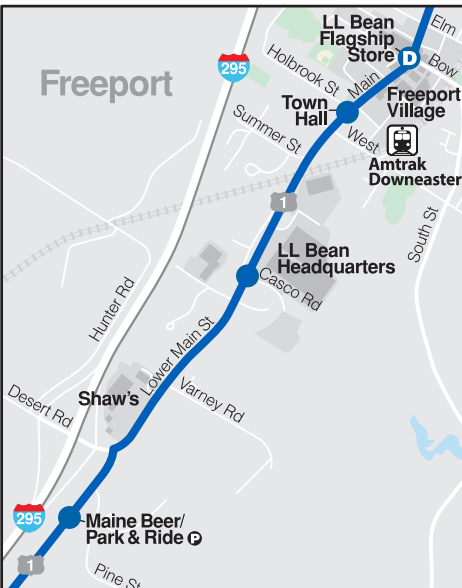 Elm
LL Bean
Flagship
Store
D
Bow
295
Holbrook St
Main
Freeport
Freeport
Village
Town
Hall
Summer St
West
Amtrak
Downeaster
1
South St
LL Bean
Headquarters
Casco Rd
Hunter Rd
Lower Main St
Shaw's
Varney Rd
Desert Rd
295
Maine Beer/
Park & Ride P
1
Pine St